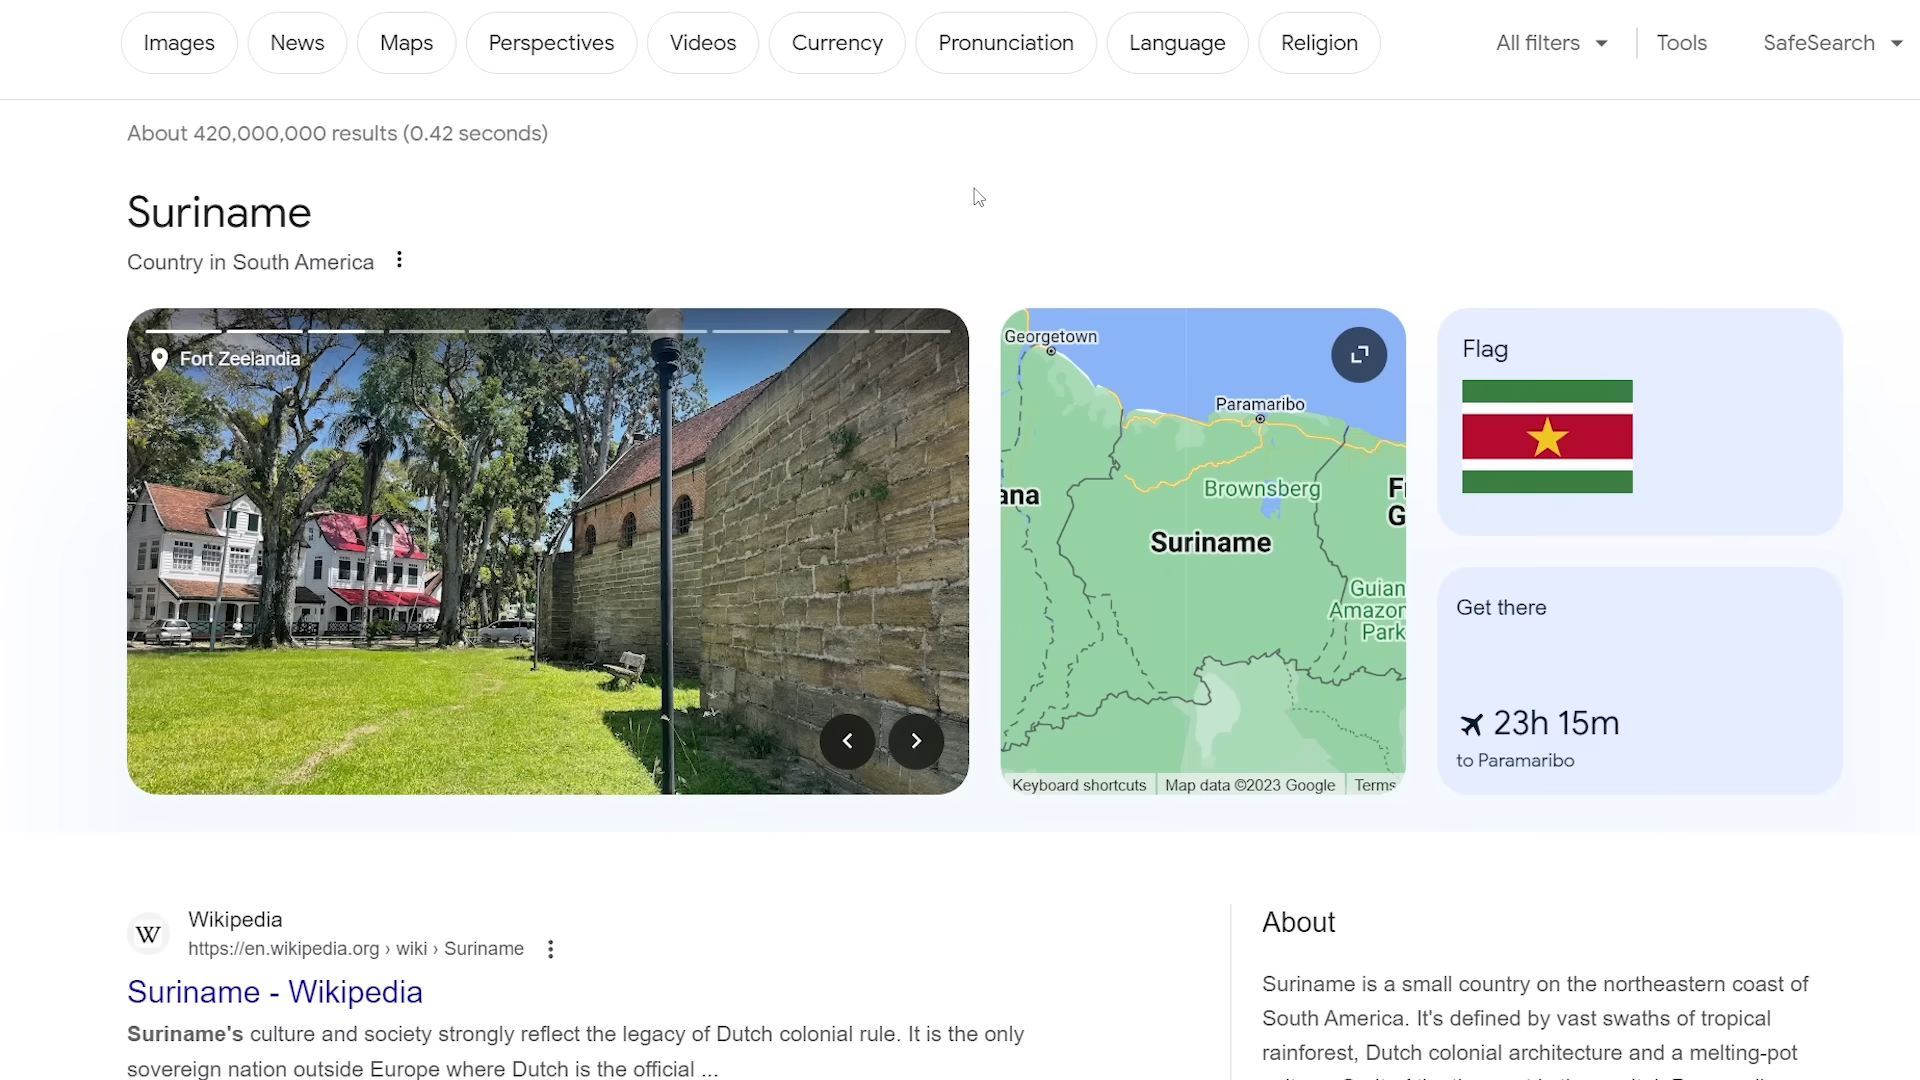 Images News Maps Perspectives Videos Currency Pronunciation Language Religion All filters Tools SafeSearch
About 420,000,000 results (0.42 seconds)
Suriname
Country in South America
Fort Zeelandia
Georgetown
Paramaribo
Brownsberg
ana
Suriname
Guian
Amazon
Park
Keyboard shortcuts Map data ©2023 Google Terms
Flag
Get there
23h 15m
to Paramaribo
W
Wikipedia
https://en.wikipedia.org › wiki › Suriname
Suriname - Wikipedia
Suriname's culture and society strongly reflect the legacy of Dutch colonial rule. It is the only
sovereign nation outside Europe where Dutch is the official ...
About
Suriname is a small country on the northeastern coast of
South America. It's defined by vast swaths of tropical
rainforest, Dutch colonial architecture and a melting-pot